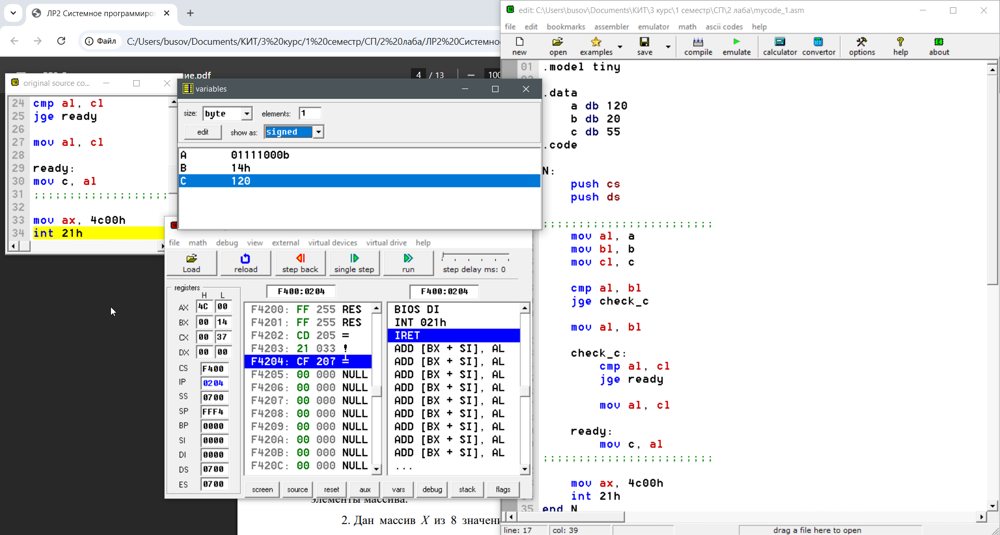 ЛР2 Системное программиро
Файл
C:/Users/busov/Documents/КИТ/3%20курс/1%20семестр/СП/2%20лаба/ЛР2%20Системно
ие.pdf
4 / 13
100
original source co...
24 cmp al, cl
25 jge ready
26
27 mov al, cl
28
29 ready:
30 mov c, al
31 ;;;;;;;;;;;;;;;;;;;
32
33 mov ax, 4c00h
34 int 21h
variables
size: byte elements: 1
edit show as: signed
A 01111000b
B 14h
C 120
file math debug view external virtual devices virtual drive help
Load reload step back single step run step delay ms: 0
registers
H L
AX 4C 00
BX 00 14
CX 00 37
DX 00 00
CS F400
IP 0204
SS 0700
SP FFF4
BP 0000
SI 0000
DI 0000
DS 0700
ES 0700
F400:0204
F4200: FF 255 RES
F4201: FF 255 RES
F4202: CD 205 =
F4203: 21 033 !
F4204: CF 207 ╧
F4205: 00 000 NULL
F4206: 00 000 NULL
F4207: 00 000 NULL
F4208: 00 000 NULL
F4209: 00 000 NULL
F420A: 00 000 NULL
F420B: 00 000 NULL
F420C: 00 000 NULL
F400:0204
BIOS DI
INT 021h
IRET
ADD [BX + SI], AL
ADD [BX + SI], AL
ADD [BX + SI], AL
ADD [BX + SI], AL
ADD [BX + SI], AL
ADD [BX + SI], AL
ADD [BX + SI], AL
ADD [BX + SI], AL
ADD [BX + SI], AL
...
screen source reset aux vars debug stack flags
элементы массива.
2. Дан массив X из 8 значени
edit: C:\Users\busov\Documents\КИТ\3 курс\1 семестр\СП\2 лаба\mycode_1.asm
file edit bookmarks assembler emulator math ascii codes help
new open examples save compile emulate calculator convertor options help about
01 .model tiny
.data
a db 120
b db 20
c db 55
.code
N:
push cs
push ds
;;;;;;;;;;;;;;;;;;;;;;;;
mov al, a
mov bl, b
mov cl, c
cmp al, bl
jge check_c
mov al, bl
check_c:
cmp al, cl
jge ready
mov al, cl
ready:
mov c, al
;;;;;;;;;;;;;;;;;;;;;;;;
mov ax, 4c00h
int 21h
35 end N
line: 17 col: 39 drag a file here to open